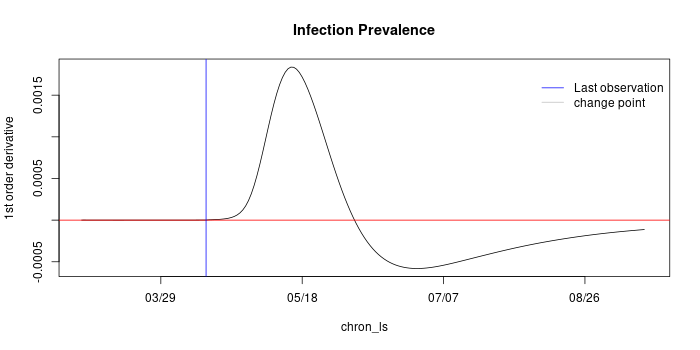 Infection Prevalence
1st order derivative
0.0015
0.0005
-0.0005
Last observation
change point
03/29
05/18
07/07
08/26
chron_ls